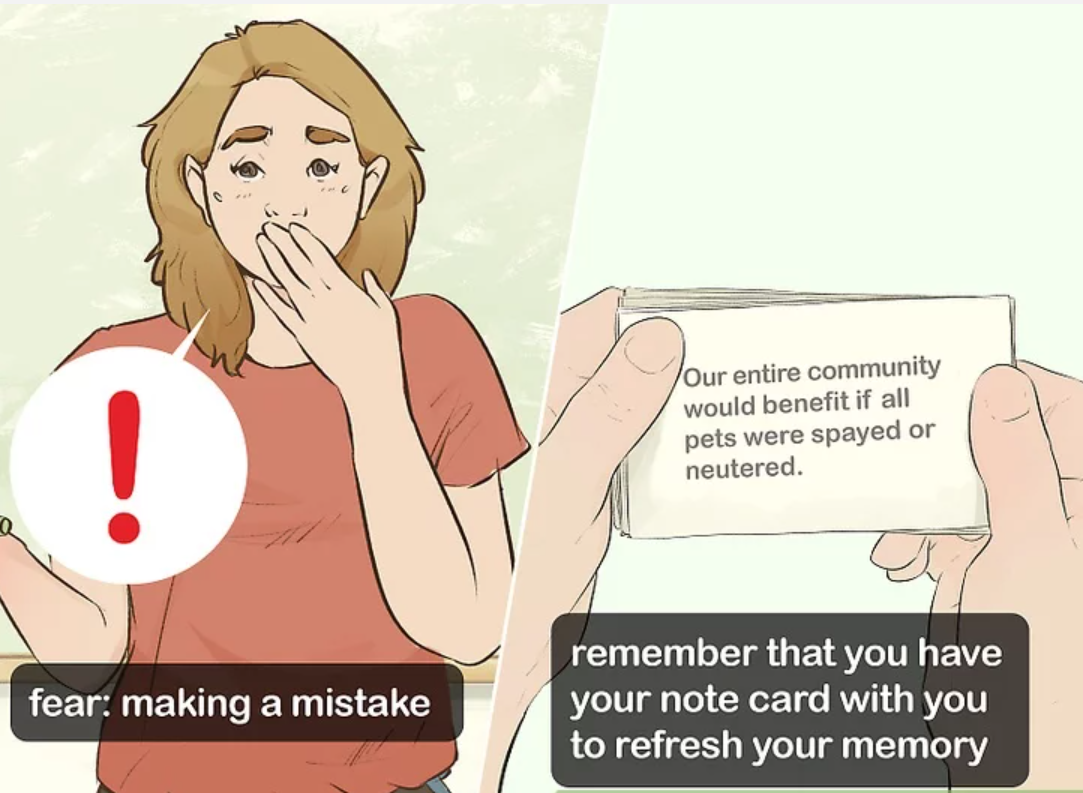 !
fear: making a mistake
Our entire community
would benefit if all
pets were spayed or
neutered.
remember that you have
your note card with you
to refresh your memory